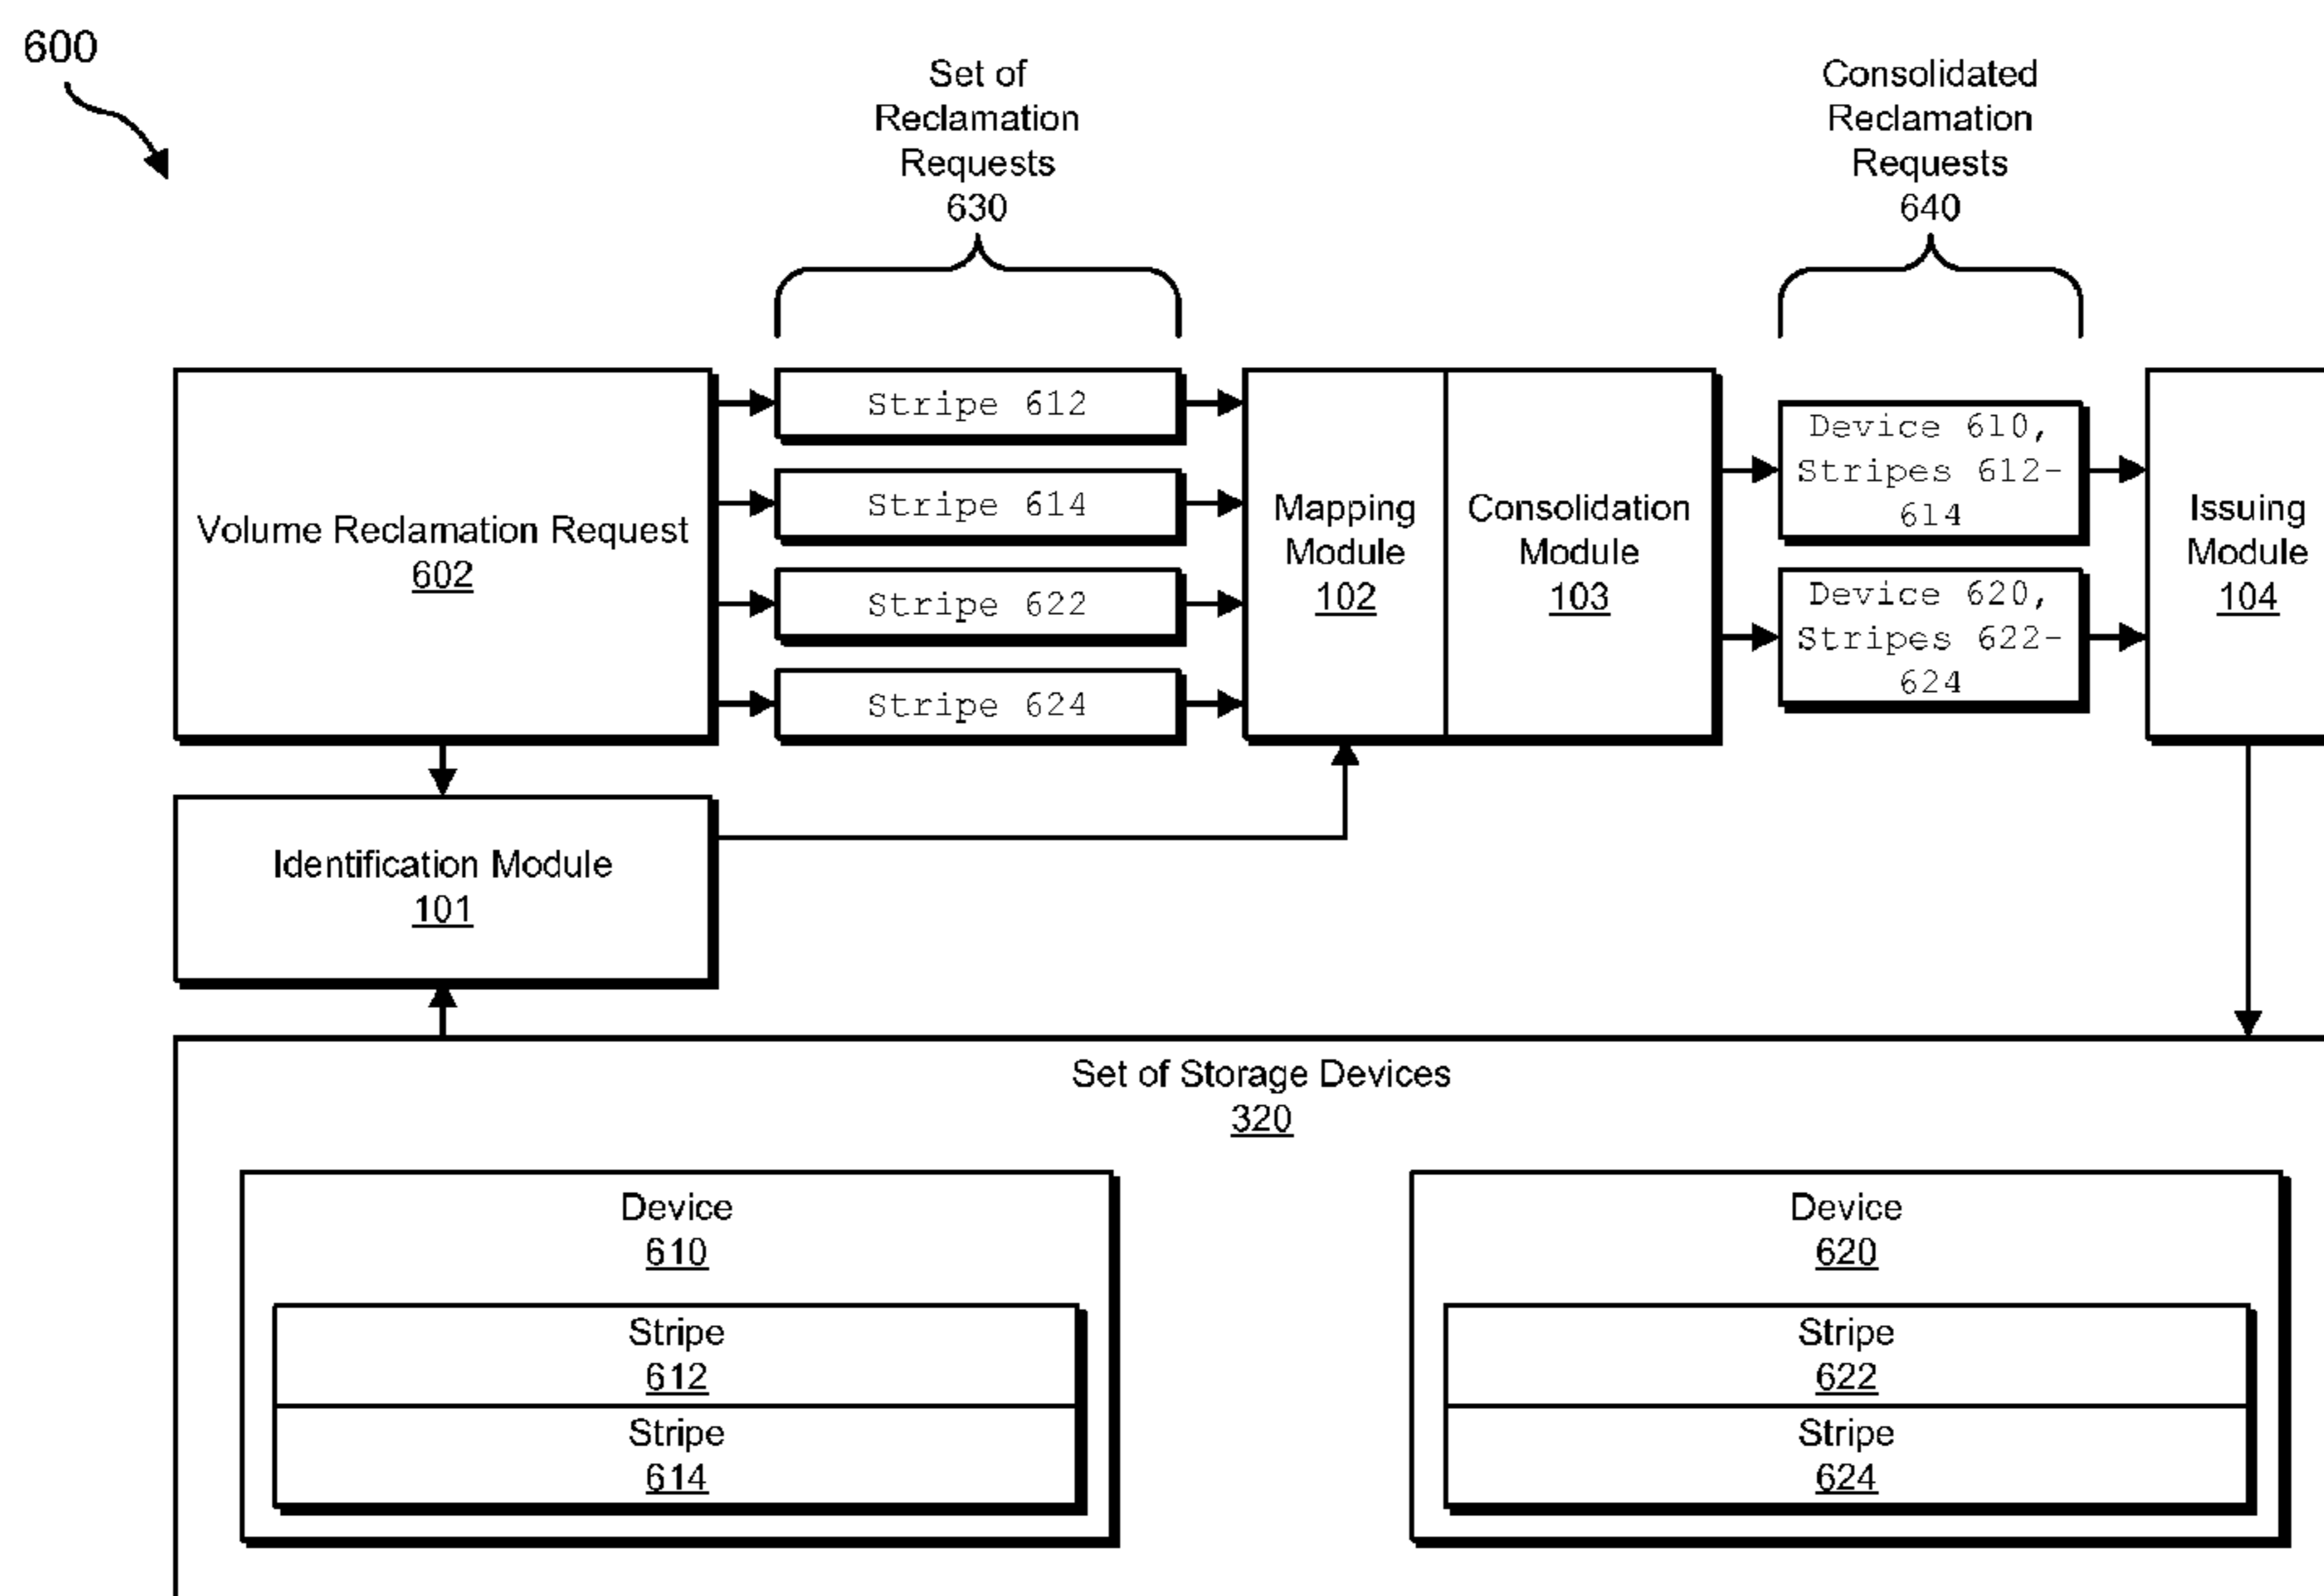 600
Set of
Reclamation
Requests
630
Consolidated
Reclamation
Requests
640
Volume Reclamation Request
602
Stripe 612
Stripe 614
Stripe 622
Stripe 624
Mapping
Module
102
Consolidation
Module
103
Device 610,
Stripes 612-
614
Device 620,
Stripes 622-
624
Issuing
Module
104
Identification Module
101
Set of Storage Devices
320
Device
610
Stripe
612
Stripe
614
Device
620
Stripe
622
Stripe
624